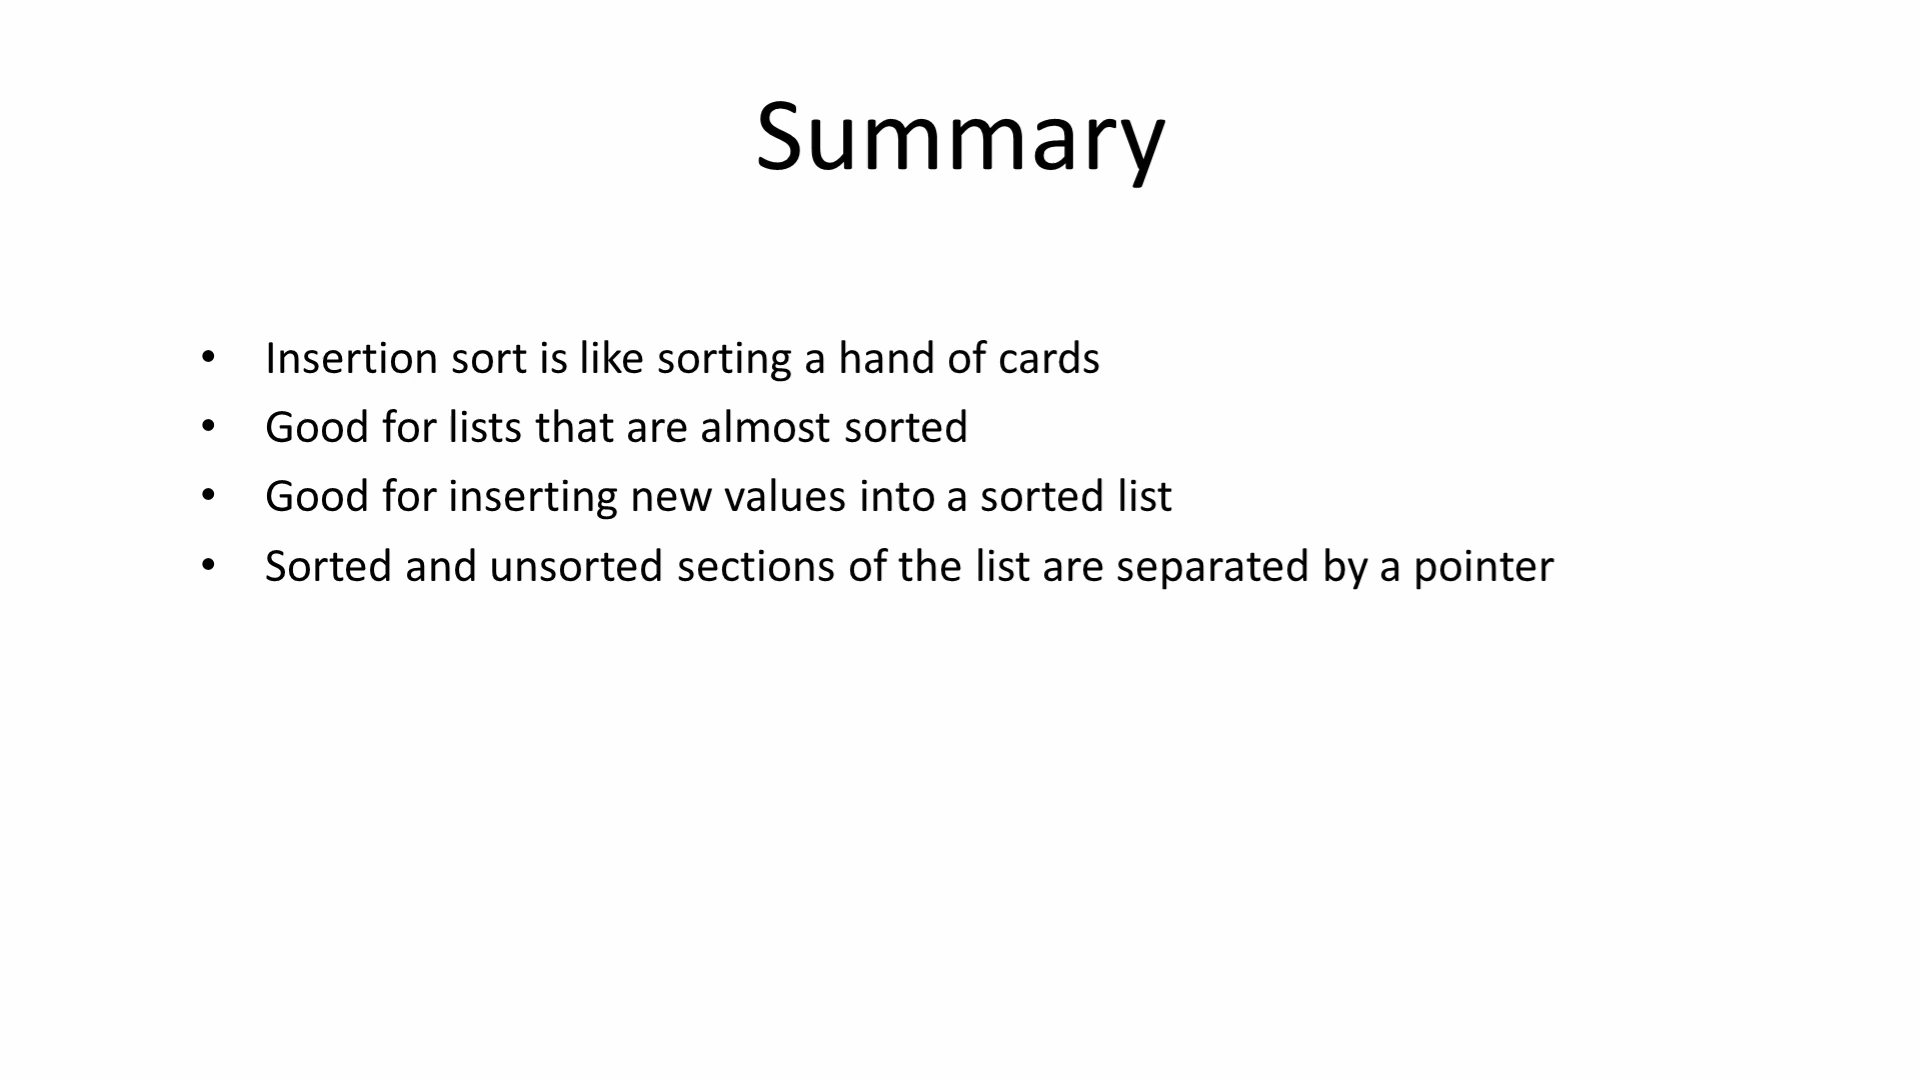 Summary
• Insertion sort is like sorting a hand of cards
• Good for lists that are almost sorted
• Good for inserting new values into a sorted list
• Sorted and unsorted sections of the list are separated by a pointer